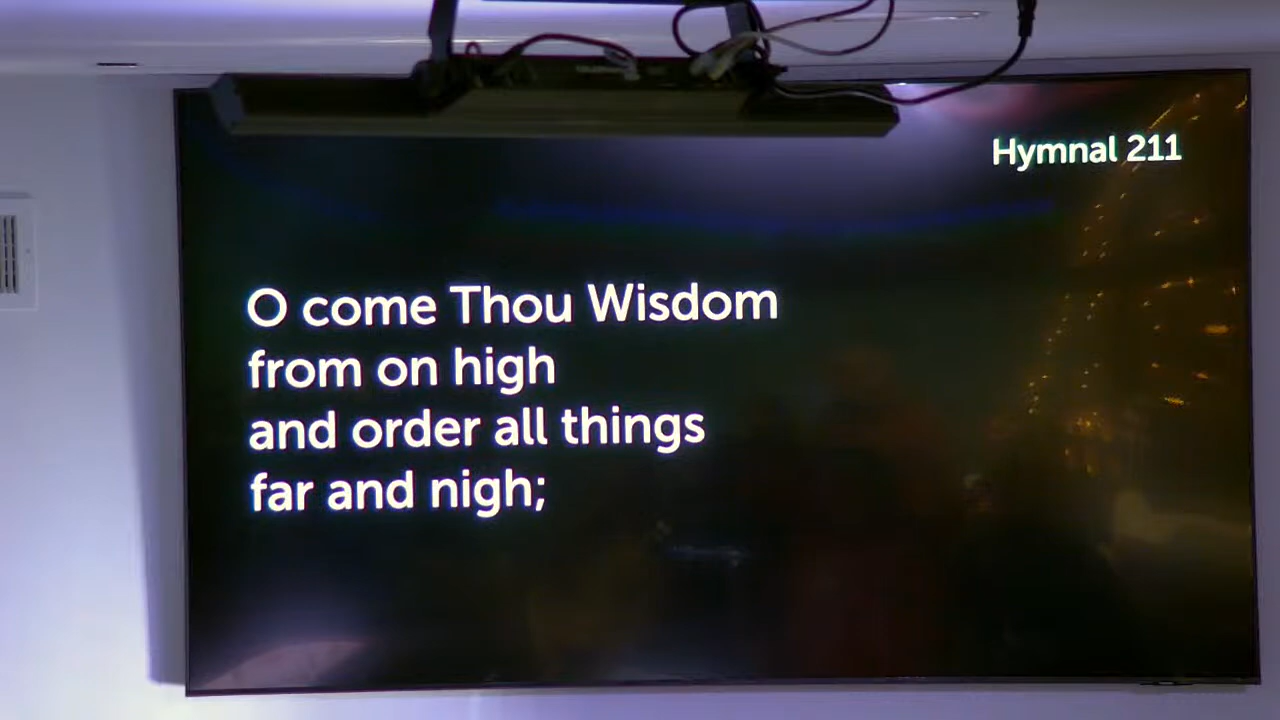 Hymnal 211
O come Thou Wisdom
from on high
and order all things
far and nigh;